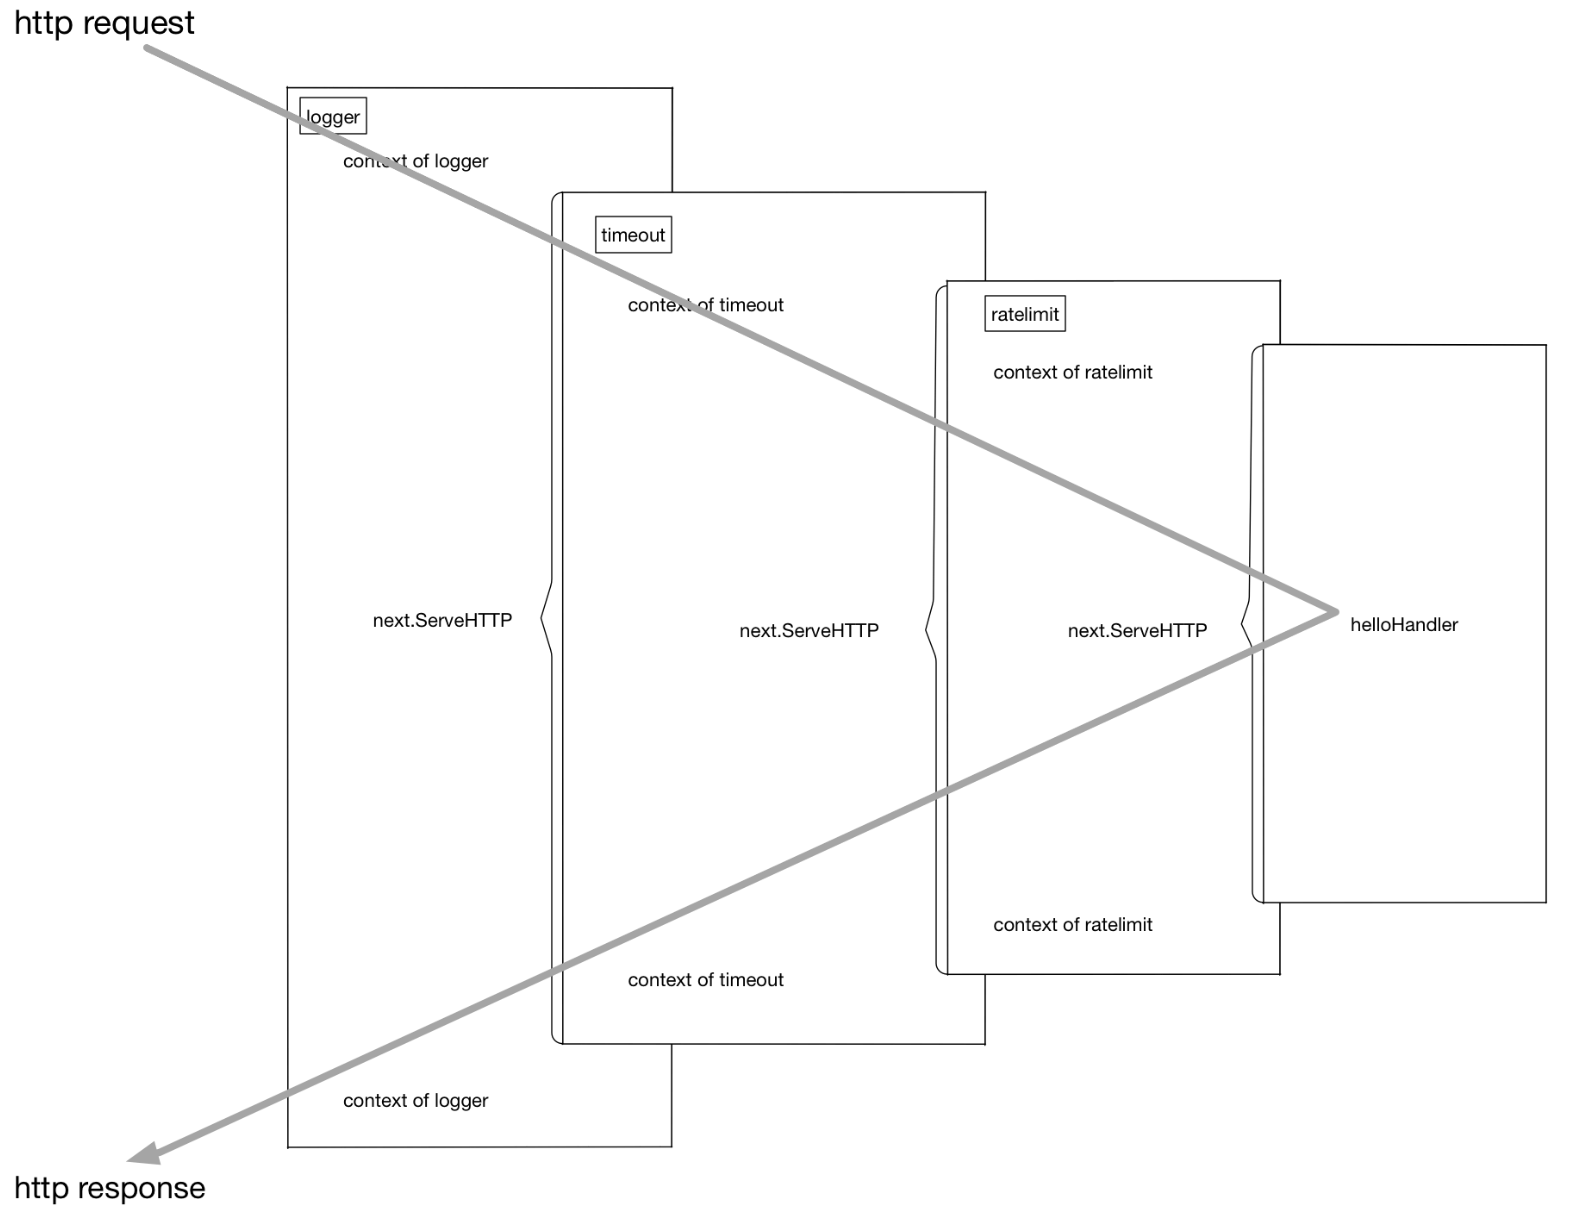 http request
logger
context of logger
timeout
context of timeout
ratelimit
context of ratelimit
next.ServeHTTP
next.ServeHTTP
next.ServeHTTP
helloHandler
context of ratelimit
context of timeout
context of logger
http response